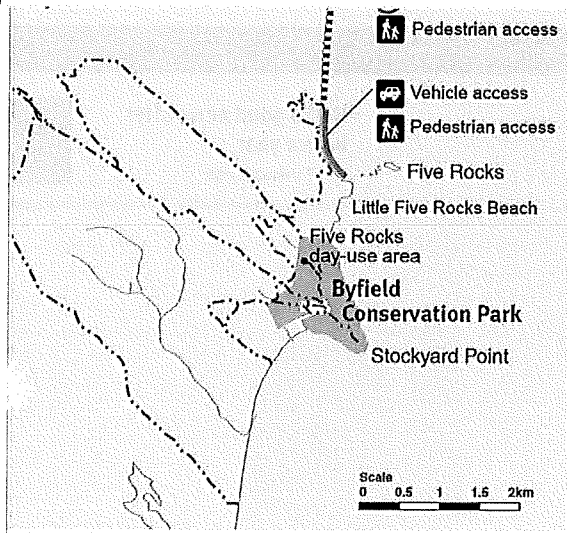 Pedestrian access
Vehicle access
Pedestrian access
Five Rocks
Little Five Rocks Beach
Five Rocks
day-use area
Byfield
Conservation Park
Stockyard Point
Scale
0 0.5 1 1.5 2km